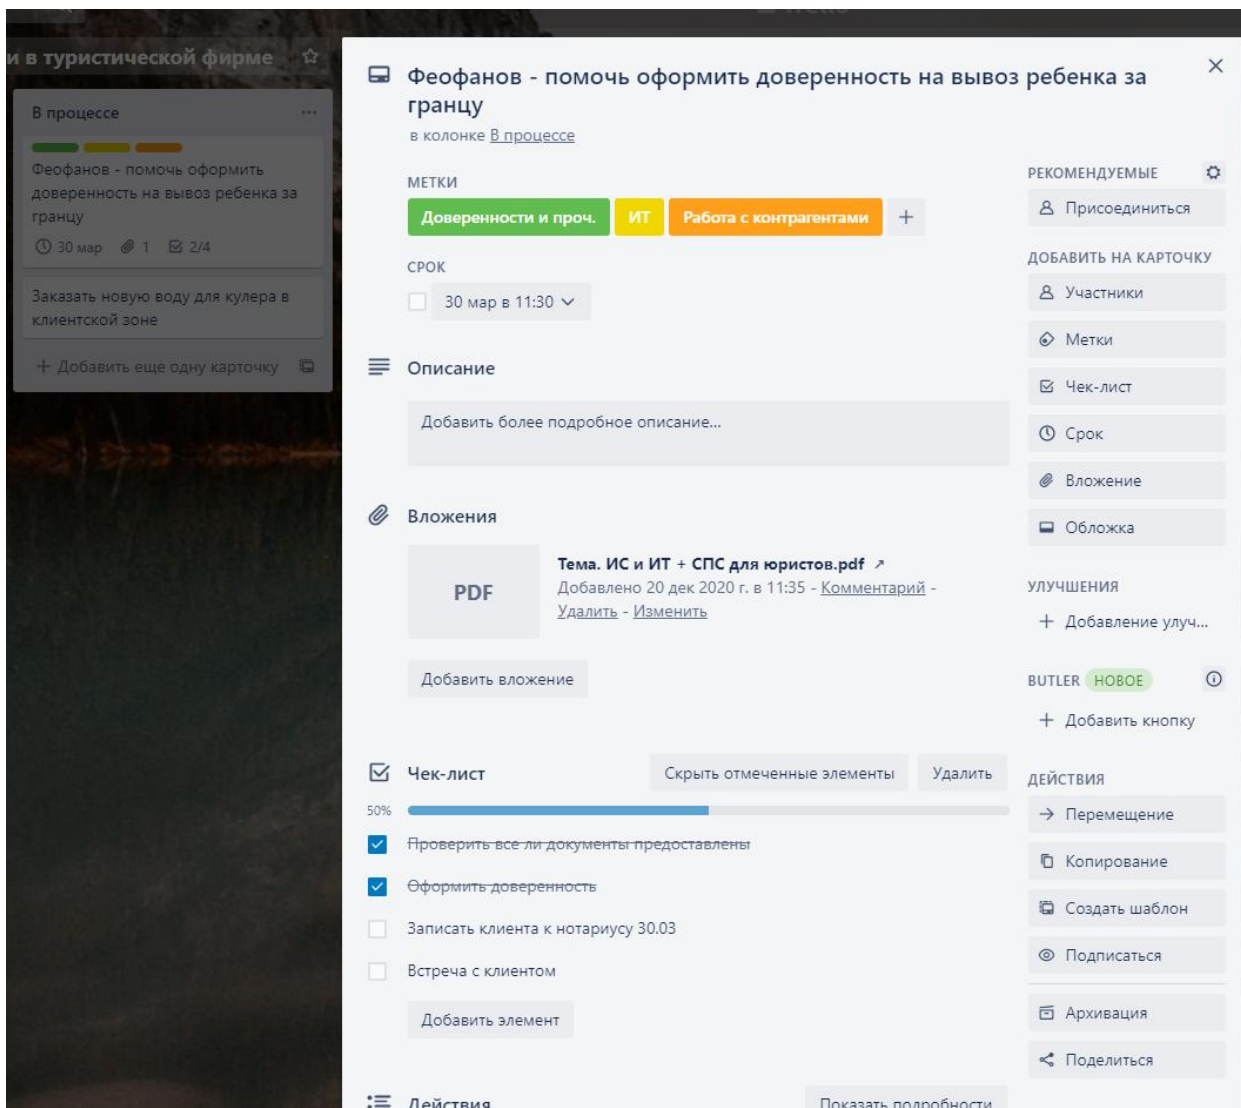 и в туристической фирме
В процессе
Феофанов - помочь оформить
доверенность на вывоз ребенка за
гранцу
30 мар 1 2/4
Заказать новую воду для кулера в
клиентской зоне
+ Добавить еще одну карточку
Феофанов - помочь оформить доверенность на вывоз ребенка за
гранцу
в колонке В процессе
МЕТКИ
Доверенности и проч. ИТ Работа с контрагентами +
СРОК
30 мар в 11:30
Описание
Добавить более подробное описание...
Вложения
PDF
Тема. ИС и ИТ + СПС для юристов.pdf ↗
Добавлено 20 дек 2020 г. в 11:35 - Комментарий -
Удалить - Изменить
Добавить вложение
Чек-лист Скрыть отмеченные элементы Удалить
50%
Проверить все ли документы предоставлены
Оформить доверенность
Записать клиента к нотариусу 30.03
Встреча с клиентом
Добавить элемент
Действия Показать подробности
РЕКОМЕНДУЕМЫЕ
Присоединиться
ДОБАВИТЬ НА КАРТОЧКУ
Участники
Метки
Чек-лист
Срок
Вложение
Обложка
УЛУЧШЕНИЯ
+ Добавление улуч...
BUTLER НОВОЕ
+ Добавить кнопку
ДЕЙСТВИЯ
→ Перемещение
Копирование
Создать шаблон
Подписаться
Архивация
Поделиться